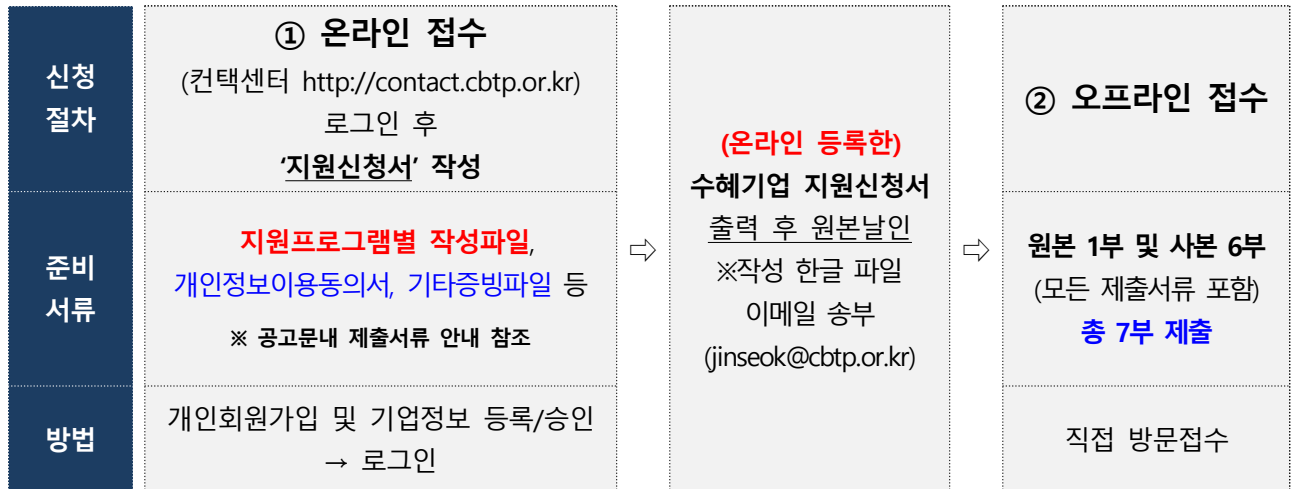 신청
절차
① 온라인 접수
(컨택센터 http://contact.cbtp.or.kr)
로그인 후
‘지원신청서’ 작성
준비
서류
지원프로그램별 작성파일,
개인정보이용동의서, 기타증빙파일 등
※ 공고문내 제출서류 안내 참조
방법
개인회원가입 및 기업정보 등록/승인
→ 로그인
⇨
(온라인 등록한)
수혜기업 지원신청서
출력 후 원본날인
※작성 한글 파일
이메일 송부
(jinseok@cbtp.or.kr)
⇨
② 오프라인 접수
원본 1부 및 사본 6부
(모든 제출서류 포함)
총 7부 제출
직접 방문접수